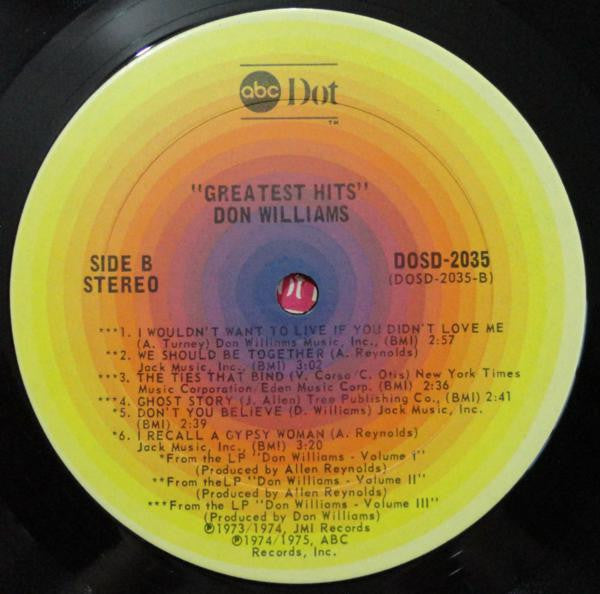 abc Dot
TM
"GREATEST HITS"
DON WILLIAMS
SIDE B
STEREO
DOSD-2035
(DOSD-2035-B)
***1. I WOULDN'T WANT TO LIVE IF YOU DIDN'T LOVE ME
(A. Turney) Don Williams Music, Inc., (BMI) 2:57
**2. WE SHOULD BE TOGETHER (A. Reynolds)
Jack Music, Inc., (BMI) 3:02
***3. THE TIES THAT BIND (V. Corso/C. Otis) New York Times
Music Corporation/Eden Music Corp. (BMI) 2:36
***4. GHOST STORY (J. Allen) Tree Publishing Co., (BMI) 2:41
*5. DON'T YOU BELIEVE (D. Williams) Jack Music, Inc.
(BMI) 2:39
*6. I RECALL A GYPSY WOMAN (A. Reynolds)
Jack Music, Inc., (BMI) 3:20
*From the LP "Don Williams - Volume I"
(Produced by Allen Reynolds)
**From the LP "Don Williams - Volume II"
(Produced by Allen Reynolds)
***From the LP "Don Williams - Volume III"
(Produced by Don Williams)
℗1973/1974, JMI Records
℗1974/1975, ABC
Records, Inc.